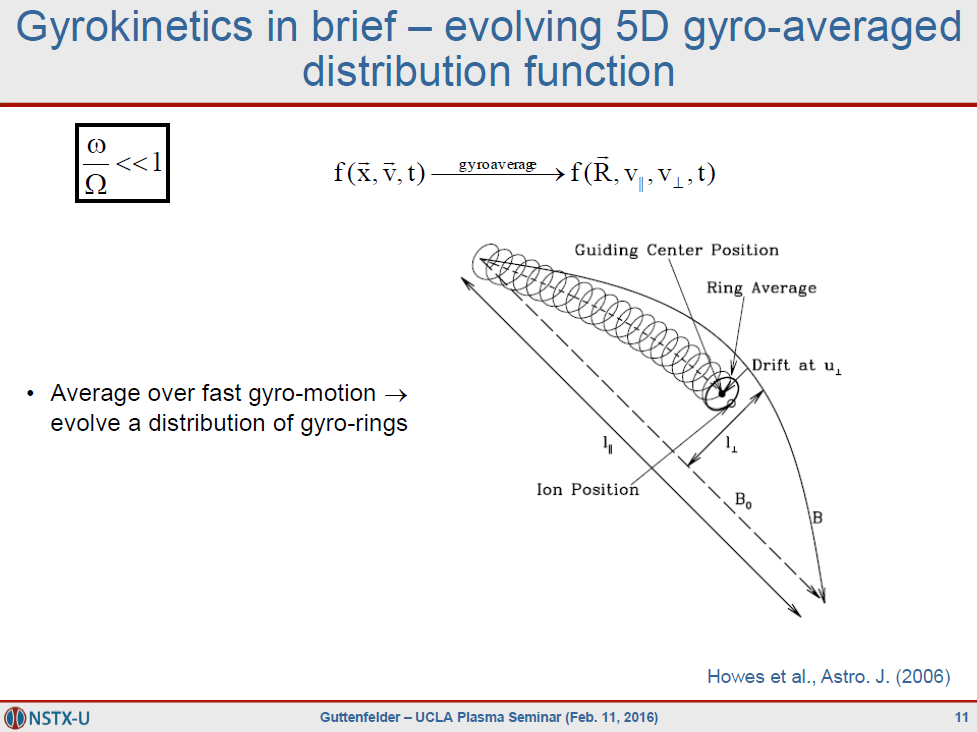 Gyrokinetics in brief – evolving 5D gyro-averaged
distribution function
ω
Ω
<<1
f(x⃗, v⃗, t) ⟶ f(R⃗, v∥, v⊥, t)
gyroaverage
Guiding Center Position
Ring Average
Drift at u⊥
• Average over fast gyro-motion →
evolve a distribution of gyro-rings
l∥
l⊥
Ion Position
B₀
B
Howes et al., Astro. J. (2006)
NSTX-U
Guttenfelder – UCLA Plasma Seminar (Feb. 11, 2016)
11